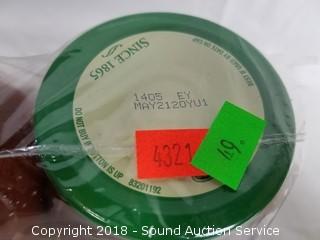 SINCE 1865
1405 EY
MAY2120YU1
4321
49.
DO NOT BUY IF BUTTON IS UP
83201192
Copyright 2018 - Sound Auction Service